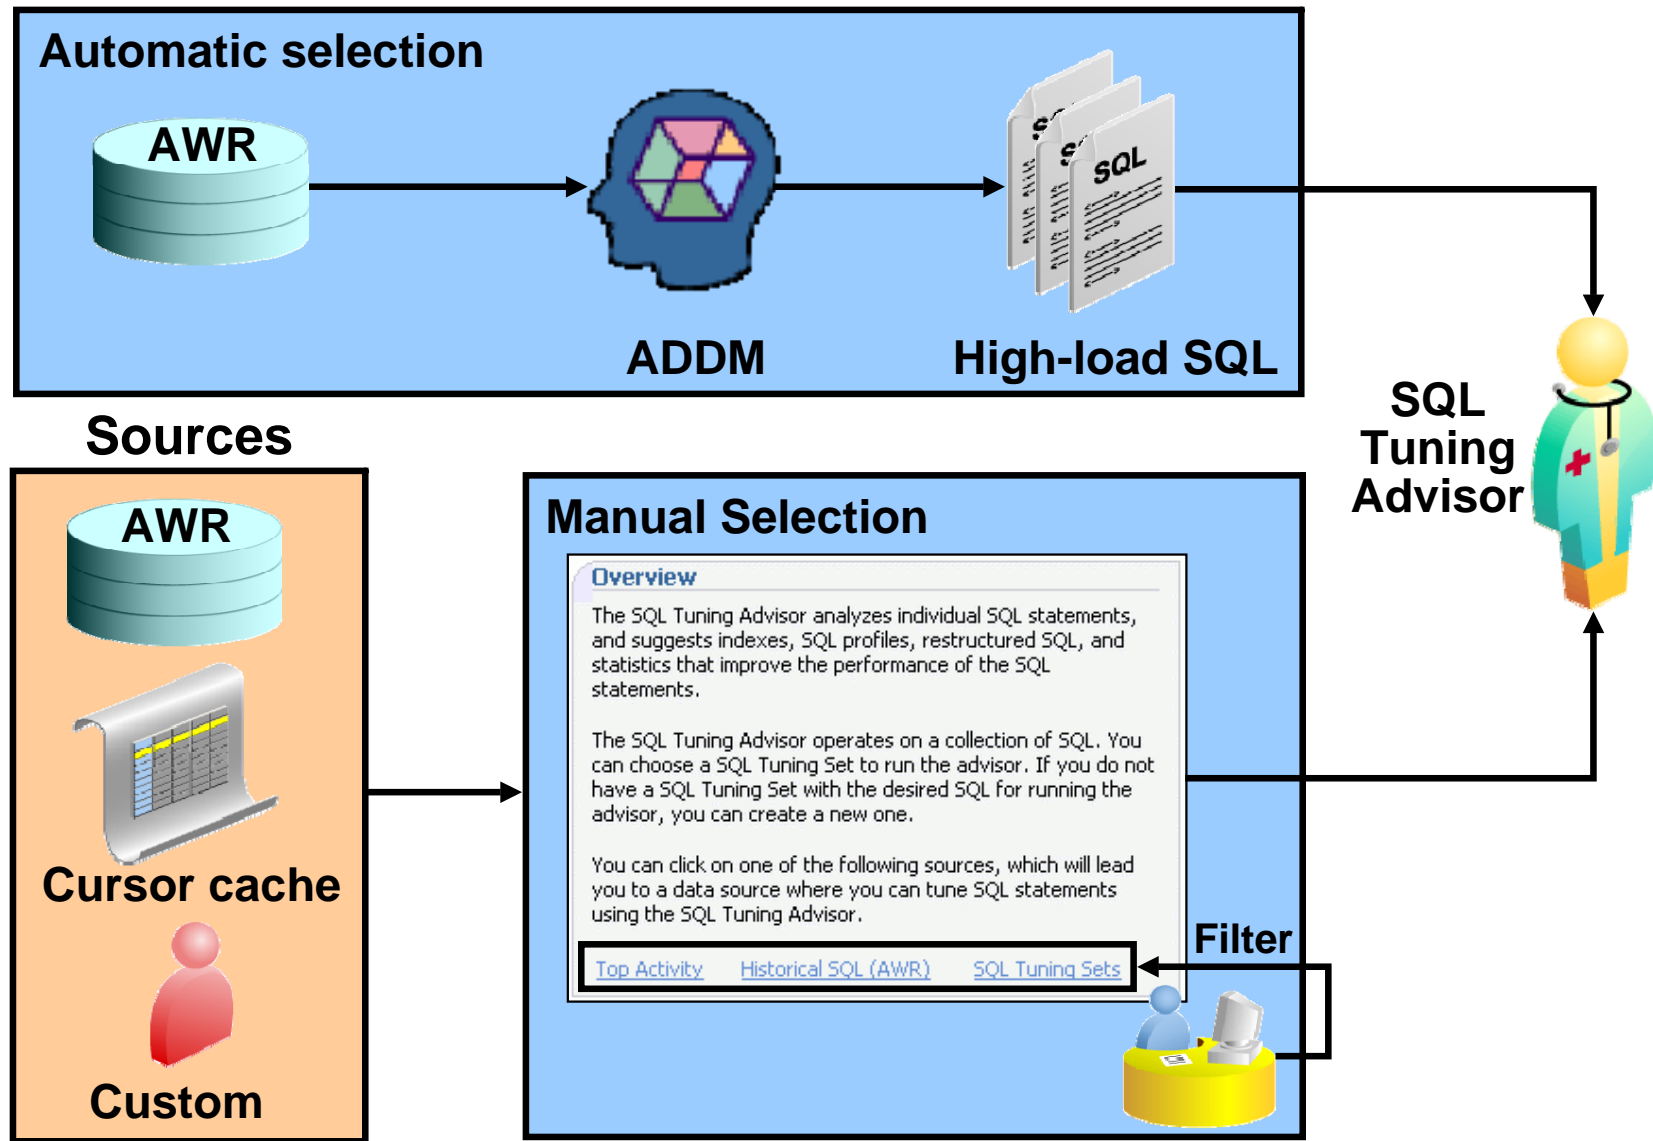 Automatic selection
AWR
SQL
ADDM
High-load SQL
SQL
Tuning
Advisor
Sources
AWR
Cursor cache
Custom
Manual Selection
Overview
The SQL Tuning Advisor analyzes individual SQL statements,
and suggests indexes, SQL profiles, restructured SQL, and
statistics that improve the performance of the SQL
statements.
The SQL Tuning Advisor operates on a collection of SQL. You
can choose a SQL Tuning Set to run the advisor. If you do not
have a SQL Tuning Set with the desired SQL for running the
advisor, you can create a new one.
You can click on one of the following sources, which will lead
you to a data source where you can tune SQL statements
using the SQL Tuning Advisor.
Top Activity Historical SQL (AWR) SQL Tuning Sets
Filter